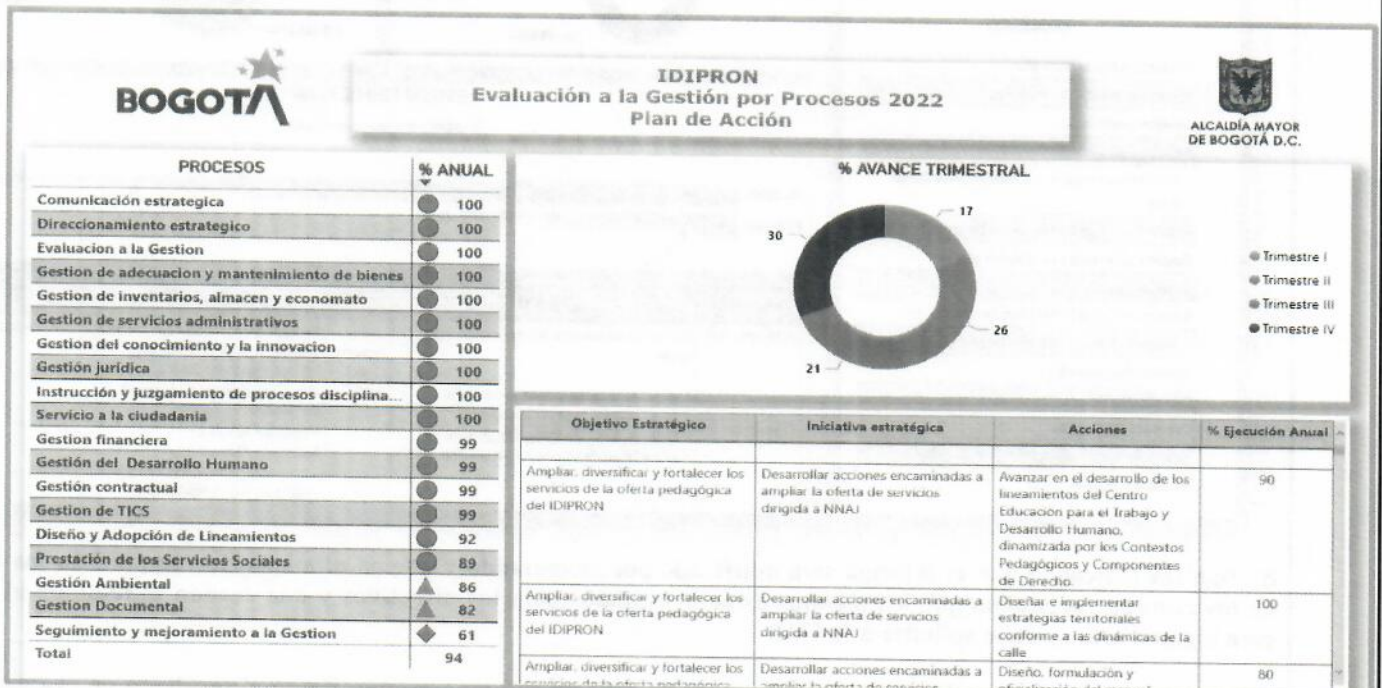 BOGOTÁ
IDIPRON
Evaluación a la Gestión por Procesos 2022
Plan de Acción
ALCALDÍA MAYOR
DE BOGOTÁ D.C.
PROCESOS % ANUAL
Comunicación estrategica 100
Direccionamiento estrategico 100
Evaluacion a la Gestion 100
Gestion de adecuacion y mantenimiento de bienes 100
Gestion de inventarios, almacen y economato 100
Gestion de servicios administrativos 100
Gestion del conocimiento y la innovacion 100
Gestión jurídica 100
Instrucción y juzgamiento de procesos disciplina... 100
Servicio a la ciudadania 100
Gestion financiera 99
Gestión del Desarrollo Humano 99
Gestión contractual 99
Gestion de TICS 99
Diseño y Adopción de Lineamientos 92
Prestación de los Servicios Sociales 89
Gestión Ambiental 86
Gestion Documental 82
Seguimiento y mejoramiento a la Gestion 61
Total 94
% AVANCE TRIMESTRAL
17
30
26
21
Trimestre I
Trimestre II
Trimestre III
Trimestre IV
Objetivo Estratégico Iniciativa estratégica Acciones % Ejecución Anual
Ampliar, diversificar y fortalecer los
servicios de la oferta pedagógica
del IDIPRON
Desarrollar acciones encaminadas a
ampliar la oferta de servicios
dirigida a NNAJ
Avanzar en el desarrollo de los
lineamientos del Centro
Educación para el Trabajo y
Desarrollo Humano,
dinamizada por los Contextos
Pedagógicos y Componentes
de Derecho.
90
Ampliar, diversificar y fortalecer los
servicios de la oferta pedagógica
del IDIPRON
Desarrollar acciones encaminadas a
ampliar la oferta de servicios
dirigida a NNAJ
Diseñar e implementar
estrategias territoriales
conforme a las dinámicas de la
calle
100
Ampliar, diversificar y fortalecer los
servicios de la oferta pedagógica
Desarrollar acciones encaminadas a
ampliar la oferta de servicios
Diseño, formulación y
80